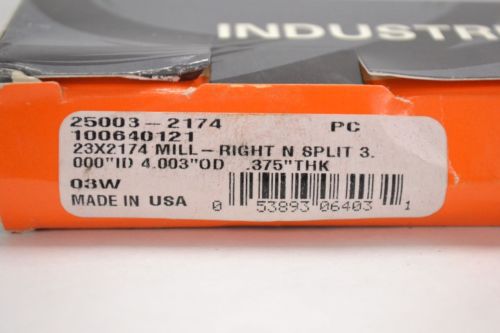 INDUSTRI
25003-2174 PC
100640121
23X2174 MILL-RIGHT N SPLIT 3.
000"ID 4.003"OD .375"THK
03W
MADE IN USA
0 53893 06403 1